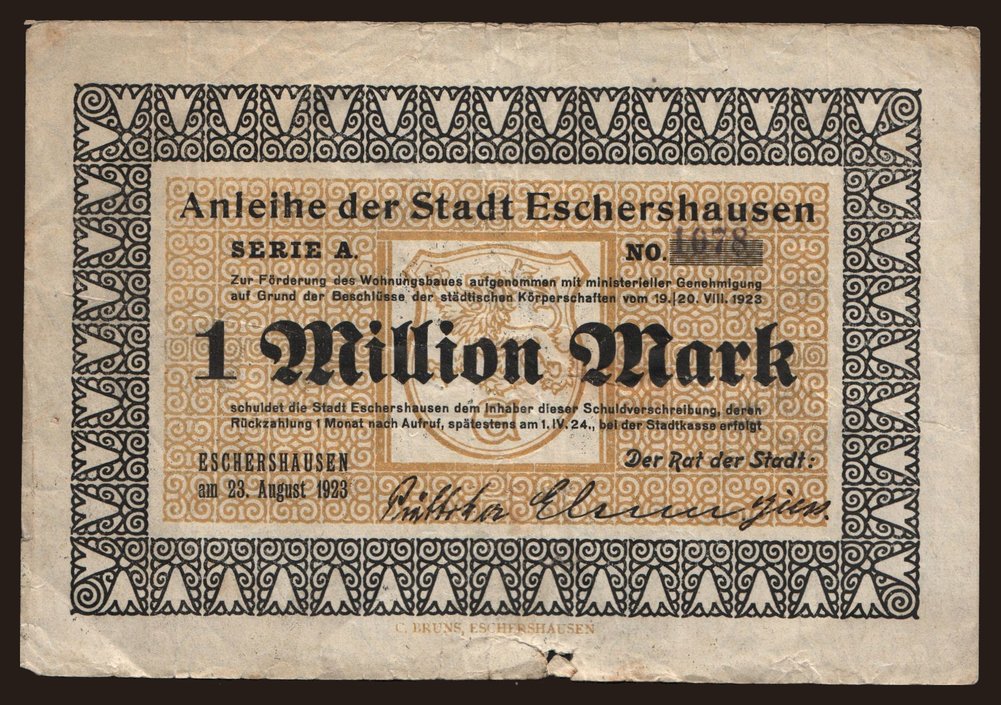 Anleihe der Stadt Eschershausen
SERIE A. NO. 1078
Zur Förderung des Wohnungsbaues aufgenommen mit ministerieller Genehmigung
auf Grund der Beschlüsse der städtischen Körperschaften vom 19./20. VIII. 1923
1 Million Mark
schuldet die Stadt Eschershausen dem Inhaber dieser Schuldverschreibung, deren
Rückzahlung 1 Monat nach Aufruf, spätestens am 1. IV. 24., bei der Stadtkasse erfolgt
ESCHERSHAUSEN Der Rat der Stadt:
am 23. August 1923
C. BRUNS, ESCHERSHAUSEN